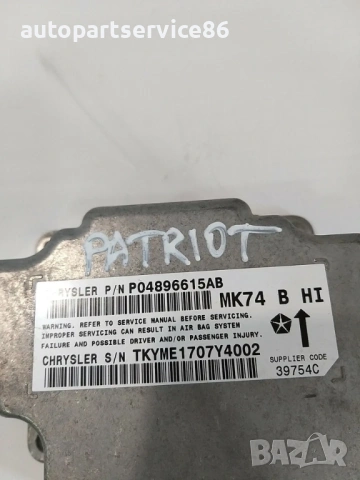 autopartservice86
PATRIOT
RYSLER P/N P04896615AB
MK74 B HI
WARNING. REFER TO SERVICE MANUAL BEFORE SERVICING.
IMPROPER SERVICING CAN RESULT IN AIR BAG SYSTEM
FAILURE AND POSSIBLE DRIVER AND/OR PASSENGER INJURY.
CHRYSLER S/N TKYME1707Y4002
SUPPLIER CODE
39754C
BAZAR